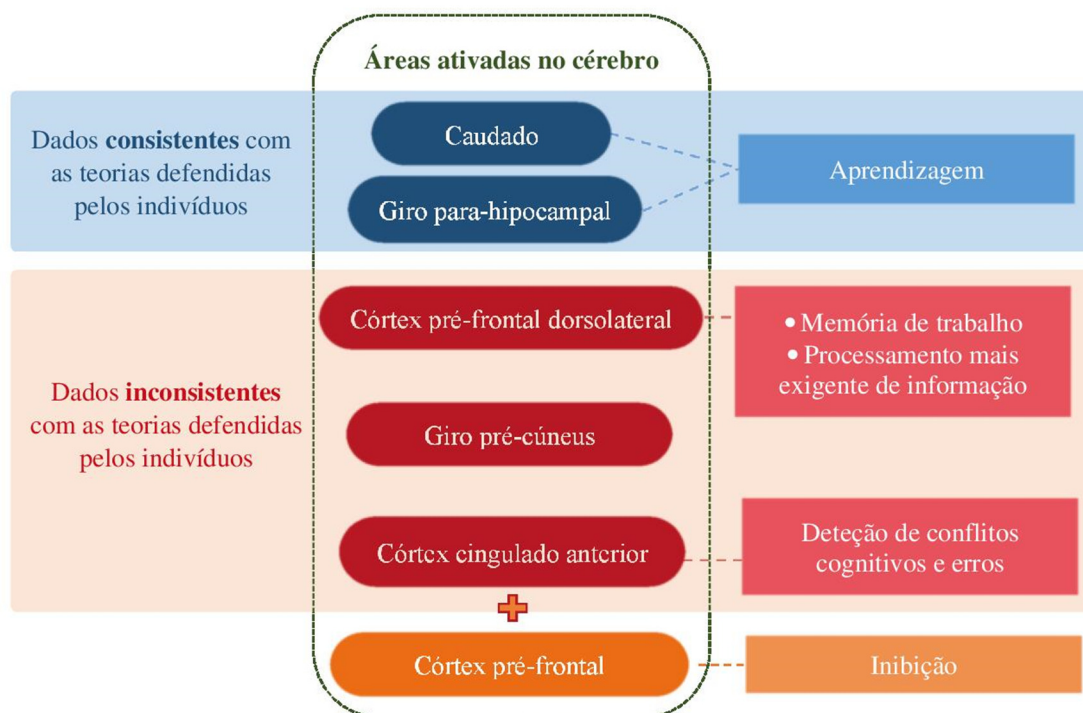 Áreas ativadas no cérebro
Dados consistentes com
as teorias defendidas
pelos indivíduos
Caudado
Giro para-hipocampal
Aprendizagem
Dados inconsistentes
com as teorias defendidas
pelos indivíduos
Córtex pré-frontal dorsolateral
• Memória de trabalho
• Processamento mais
exigente de informação
Giro pré-cúneus
Córtex cingulado anterior
Deteção de conflitos
cognitivos e erros
Córtex pré-frontal
Inibição